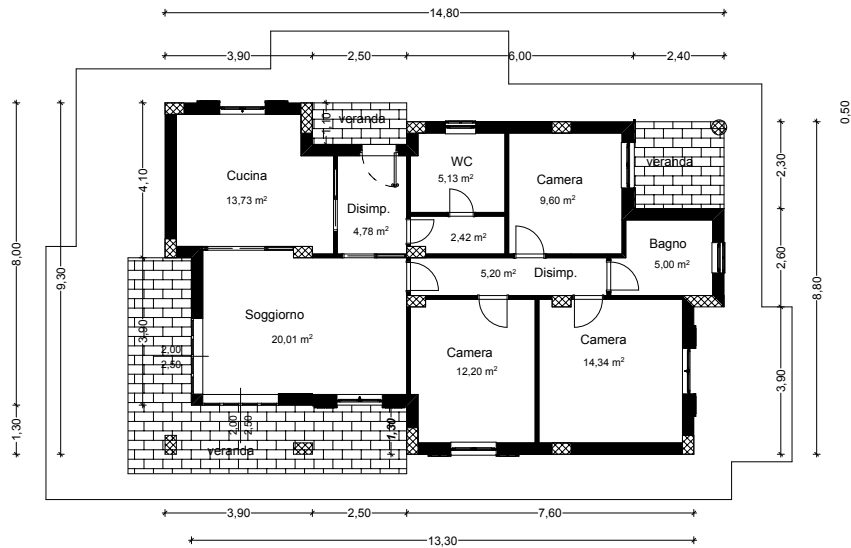 14,80
3,90
2,50
6,00
2,40
0,50
1,10
veranda
veranda
WC
5,13 m²
Cucina
13,73 m²
Camera
9,60 m²
Disimp.
4,78 m²
2,42 m²
Bagno
5,00 m²
5,20 m²
Disimp.
4,10
8,00
9,30
2,30
2,60
8,80
Soggiorno
20,01 m²
Camera
12,20 m²
Camera
14,34 m²
3,90
2,00
2,50
3,90
2,00
2,50
1,30
1,30
veranda
3,90
2,50
7,60
13,30